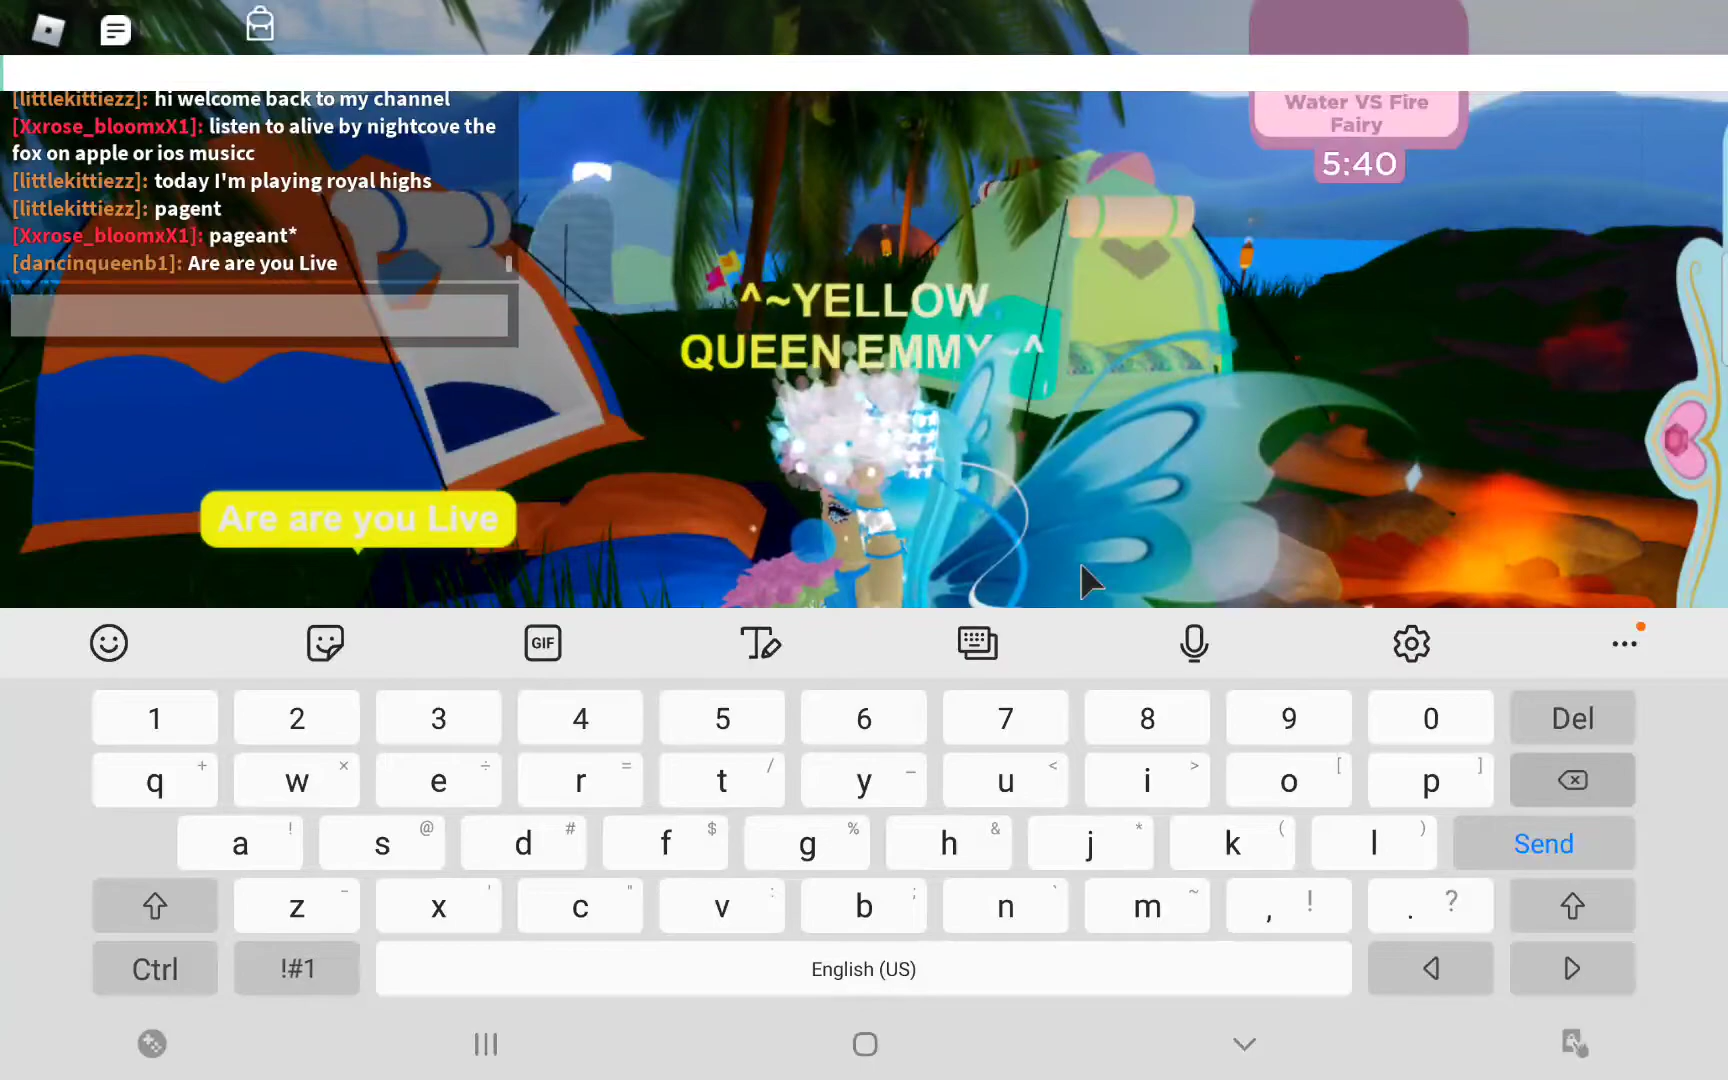 [littlekittiezz]: hi welcome back to my channel
[Xxrose_bloomxX1]: listen to alive by nightcove the
fox on apple or ios musicc
[littlekittiezz]: today I'm playing royal highs
[littlekittiezz]: pagent
[Xxrose_bloomxX1]: pageant*
[dancinqueenb1]: Are are you Live
Water VS Fire
Fairy
5:40
^~YELLOW
QUEEN EMMY~^
Are are you Live
GIF
1 2 3 4 5 6 7 8 9 0 Del
q + w × e ÷ r = t / y _ u < i > o [ p ]
a ! s @ d # f $ g % h & j * k ( l ) Send
z - x ' c " v : b ; n ` m ~ , ! . ?
Ctrl !#1 English (US)